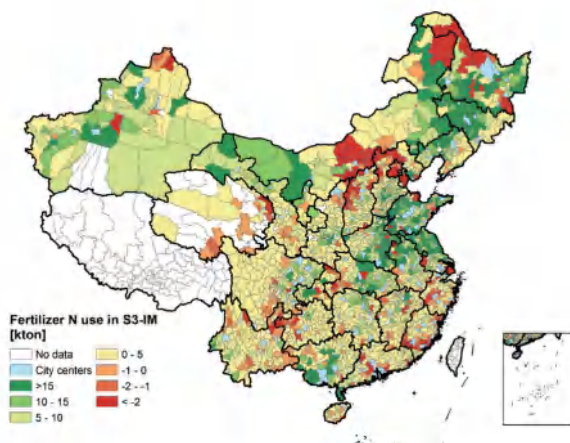 Fertilizer N use in S3-IM
[kton]
No data
City centers
>15
10 - 15
5 - 10
0 - 5
-1 - 0
-2 - -1
< -2